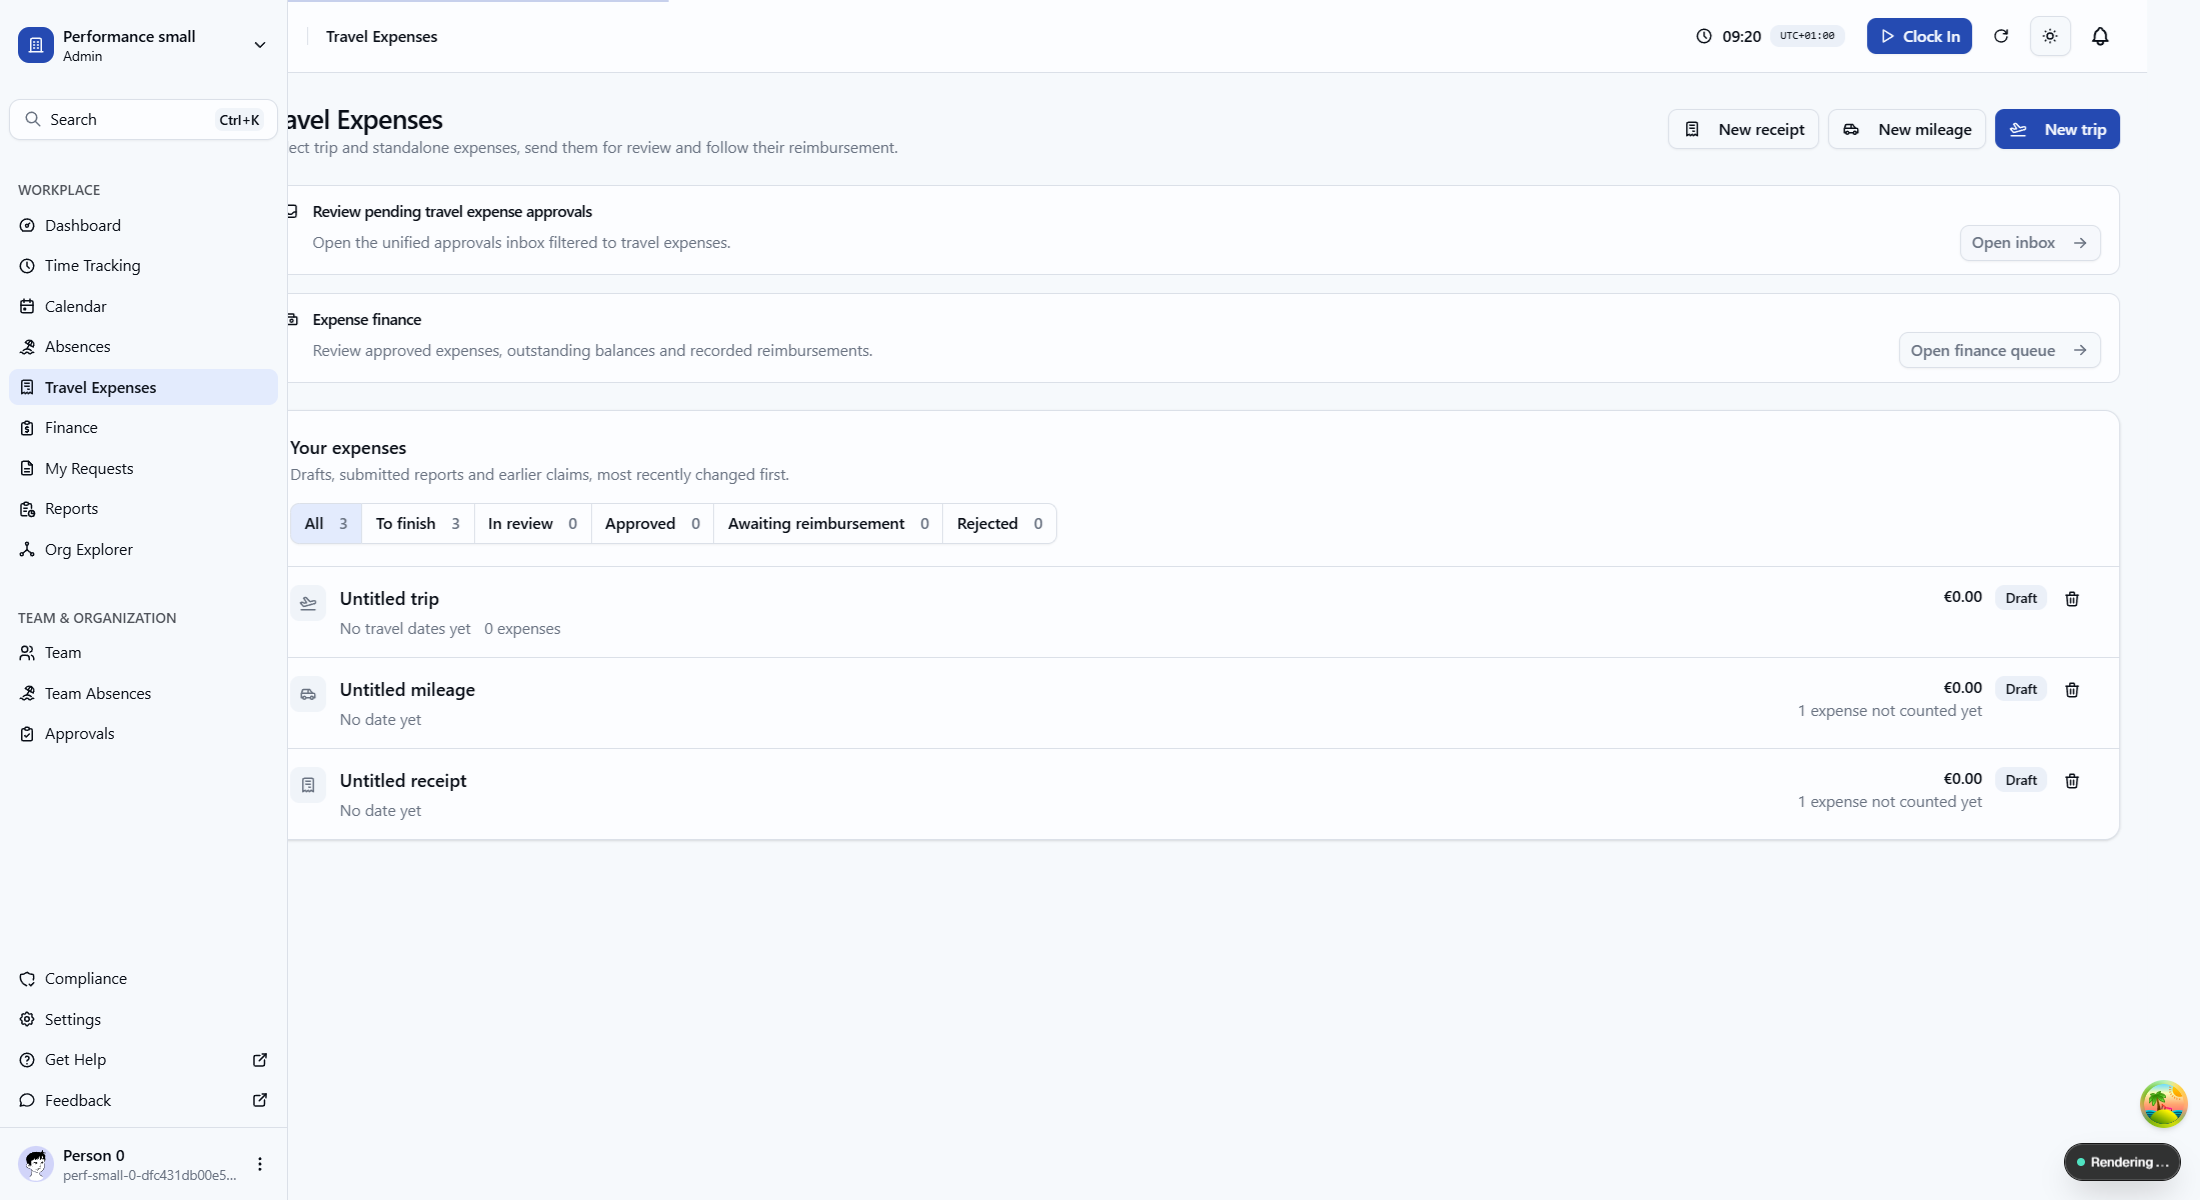 Performance small
Admin
Search
Ctrl+K
WORKPLACE
Dashboard
Time Tracking
Calendar
Absences
Travel Expenses
Finance
My Requests
Reports
Org Explorer
TEAM & ORGANIZATION
Team
Team Absences
Approvals
Compliance
Settings
Get Help
Feedback
Person 0
perf-small-0-dfc431db00e5...
Travel Expenses
09:20
UTC+01:00
Clock In
avel Expenses
ect trip and standalone expenses, send them for review and follow their reimbursement.
New receipt
New mileage
New trip
Review pending travel expense approvals
Open the unified approvals inbox filtered to travel expenses.
Open inbox
Expense finance
Review approved expenses, outstanding balances and recorded reimbursements.
Open finance queue
Your expenses
Drafts, submitted reports and earlier claims, most recently changed first.
All 3
To finish 3
In review 0
Approved 0
Awaiting reimbursement 0
Rejected 0
Untitled trip
No travel dates yet 0 expenses
€0.00
Draft
Untitled mileage
No date yet
€0.00
Draft
1 expense not counted yet
Untitled receipt
No date yet
€0.00
Draft
1 expense not counted yet
Rendering...